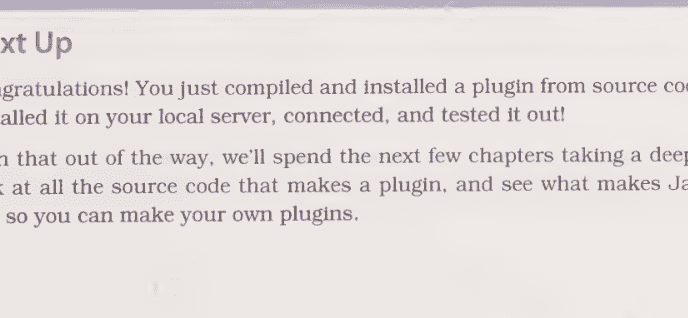 xt Up
gratulations! You just compiled and installed a plugin from source co
alled it on your local server, connected, and tested it out!
that out of the way, we'll spend the next few chapters taking a deep
at all the source code that makes a plugin, and see what makes Ja
so you can make your own plugins.